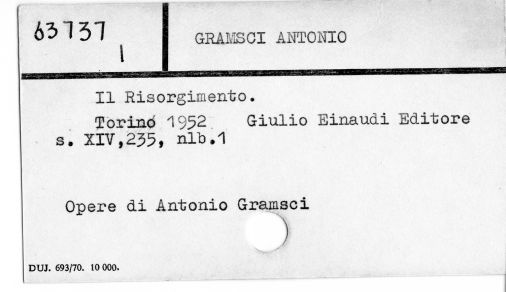 63737
I
GRAMSCI ANTONIO
Il Risorgimento.
Torino 1952 Giulio Einaudi Editore
s. XIV,235, nlb.1
Opere di Antonio Gramsci
DUJ. 693/70. 10 000.